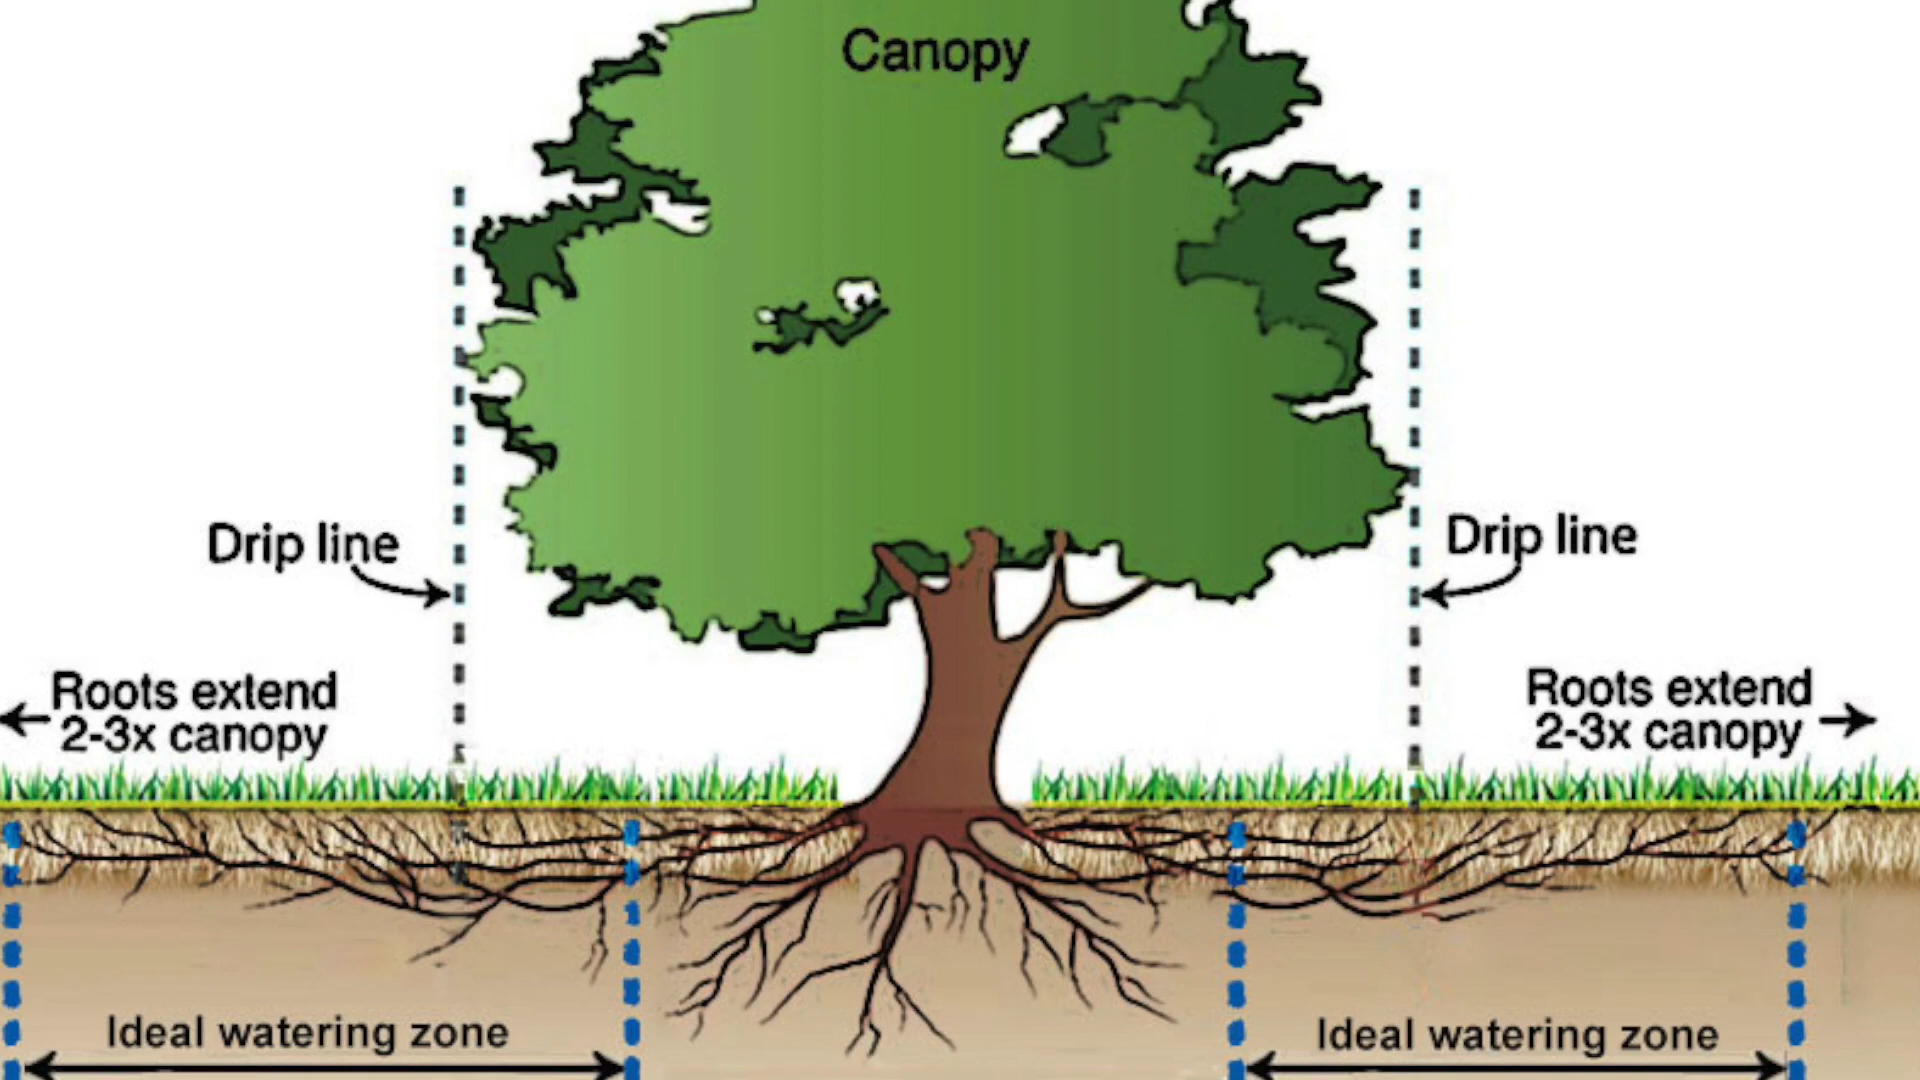 Canopy
Drip line
Drip line
Roots extend
2-3x canopy
Roots extend
2-3x canopy
Ideal watering zone
Ideal watering zone